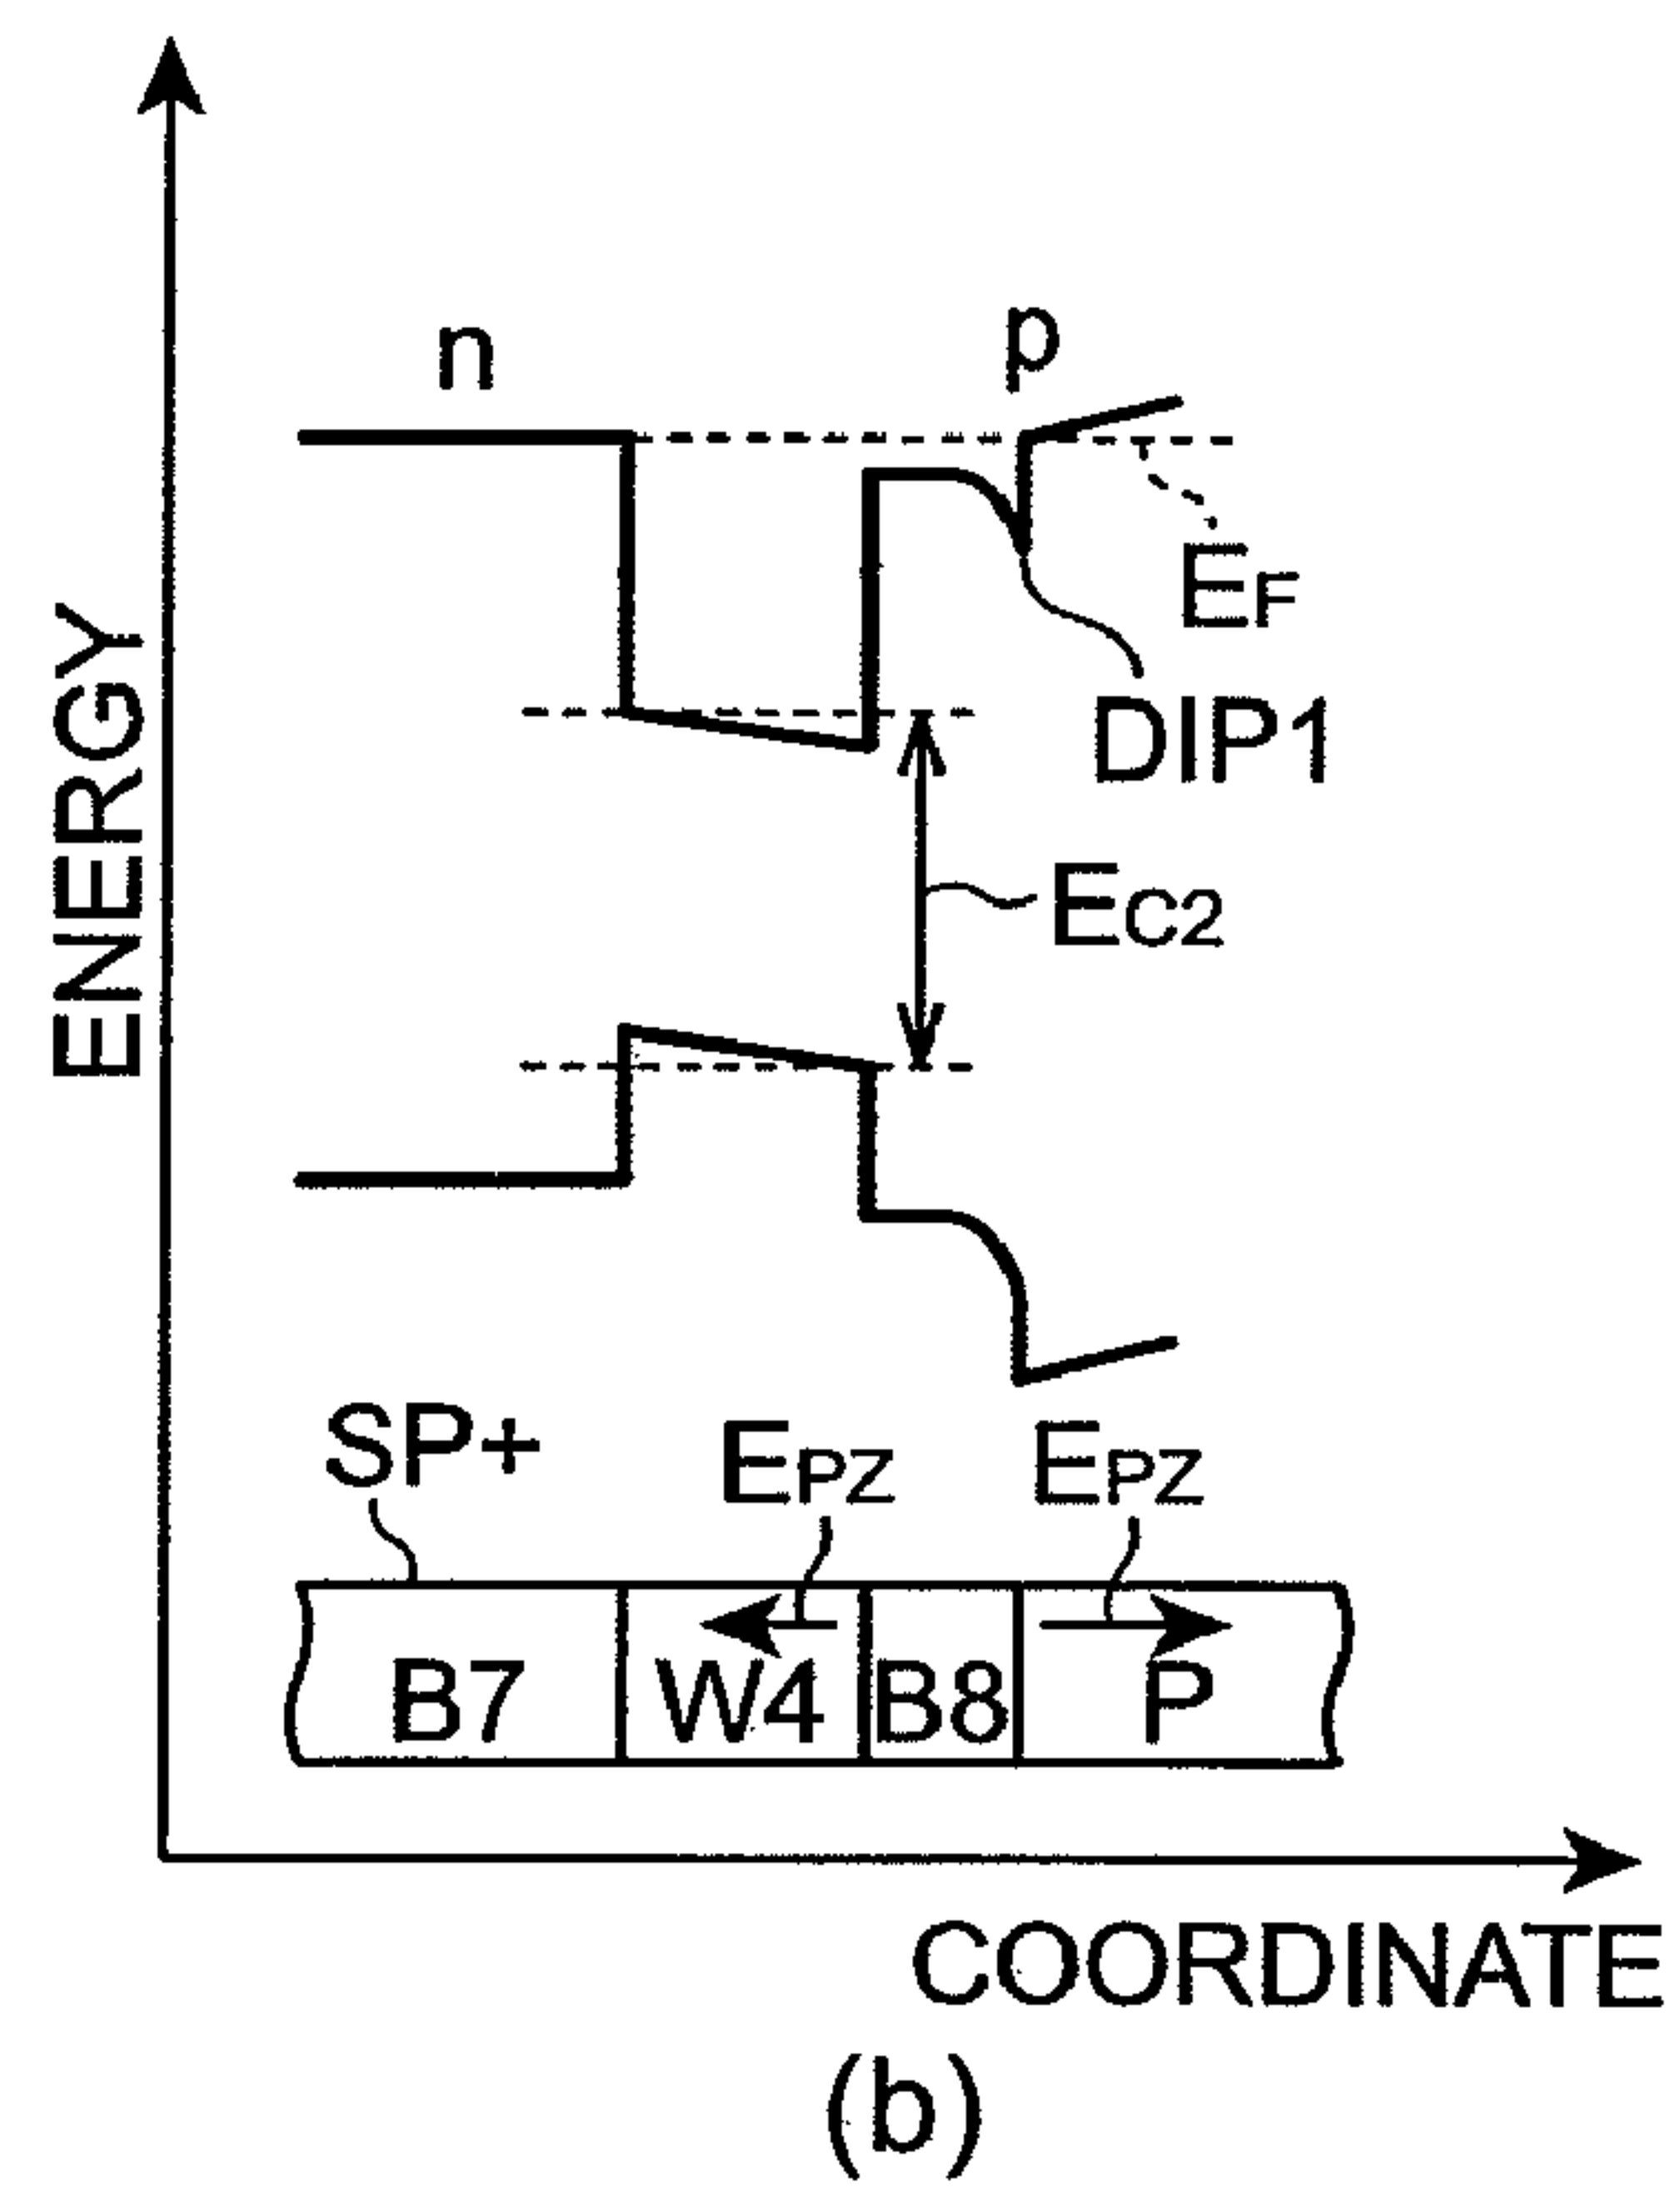 n
p
EF
DIP1
EC2
ENERGY
SP+
EPZ
EPZ
B7
W4
B8
P
COORDINATE
(b)